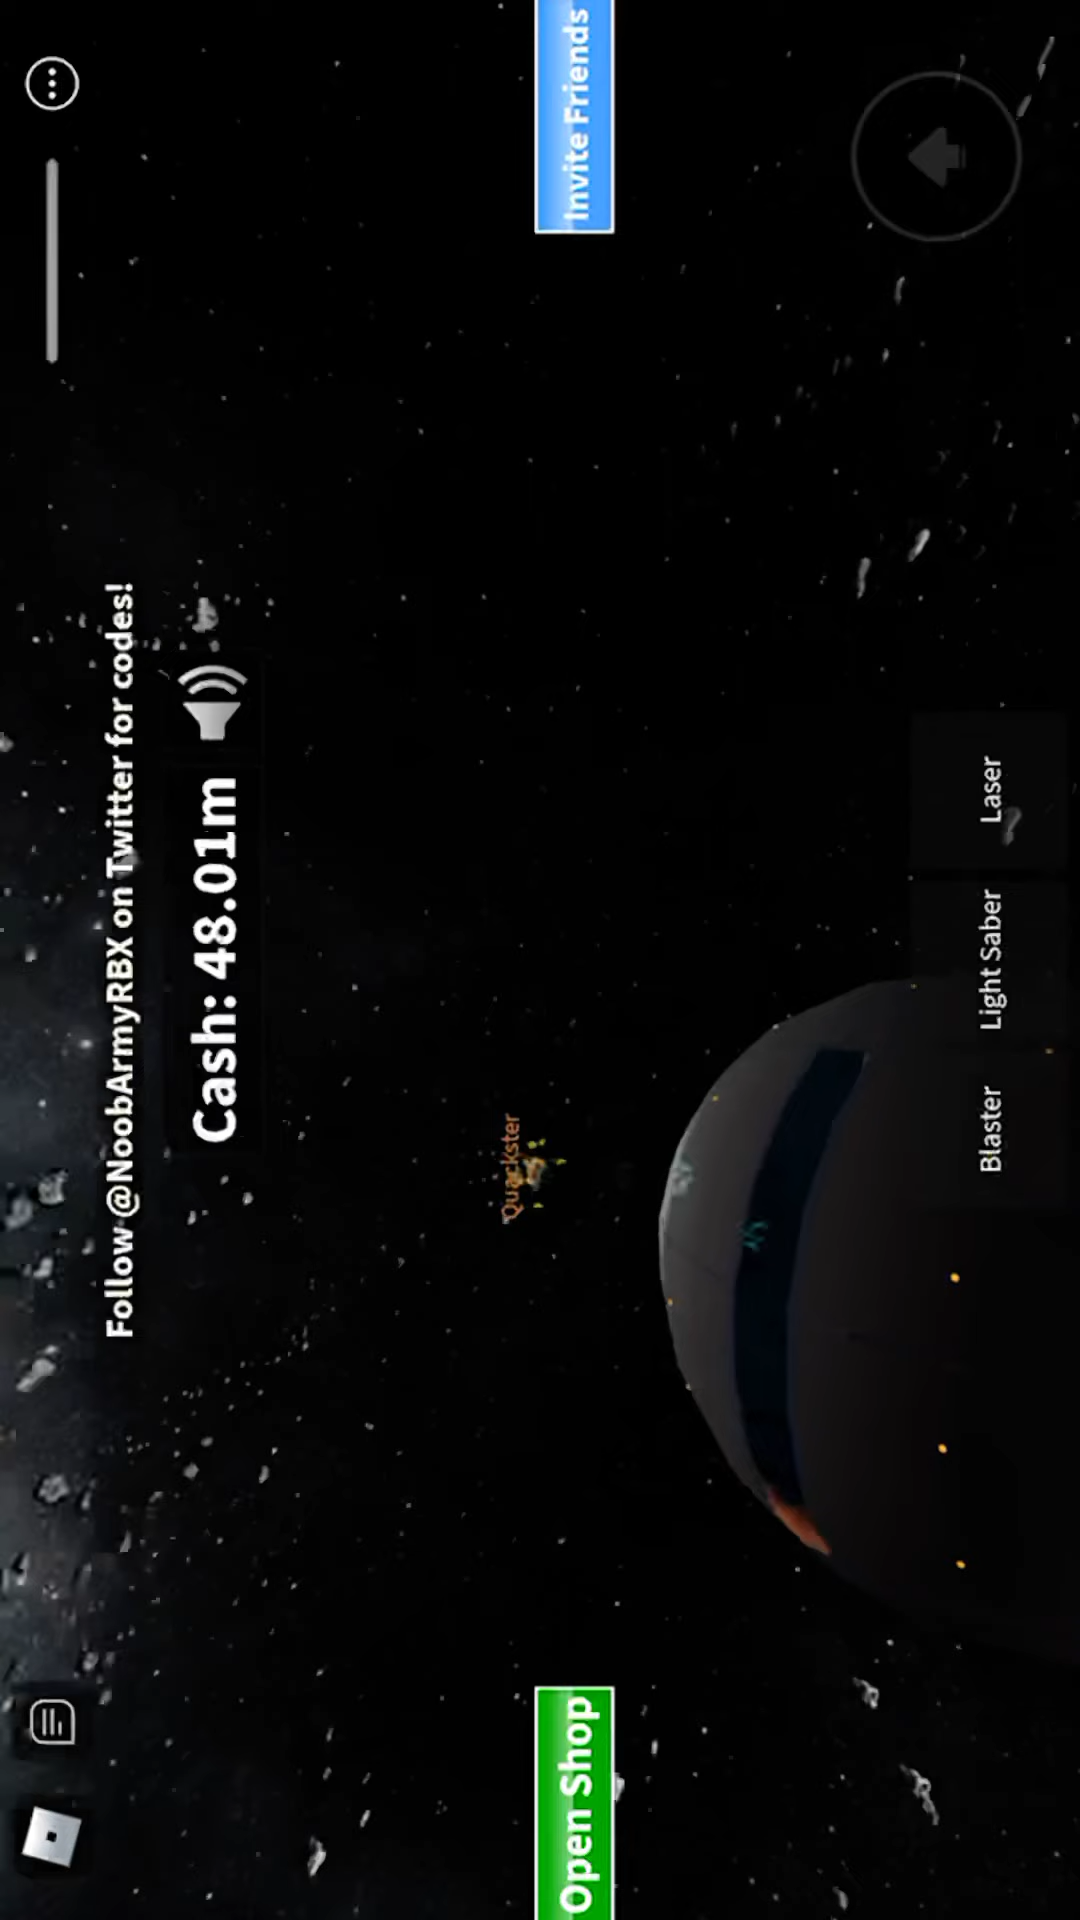 Follow @NoobArmyRBX on Twitter for codes!
Cash: 48.01m
Quackster
Open Shop
Invite Friends
Blaster
Light Saber
Laser